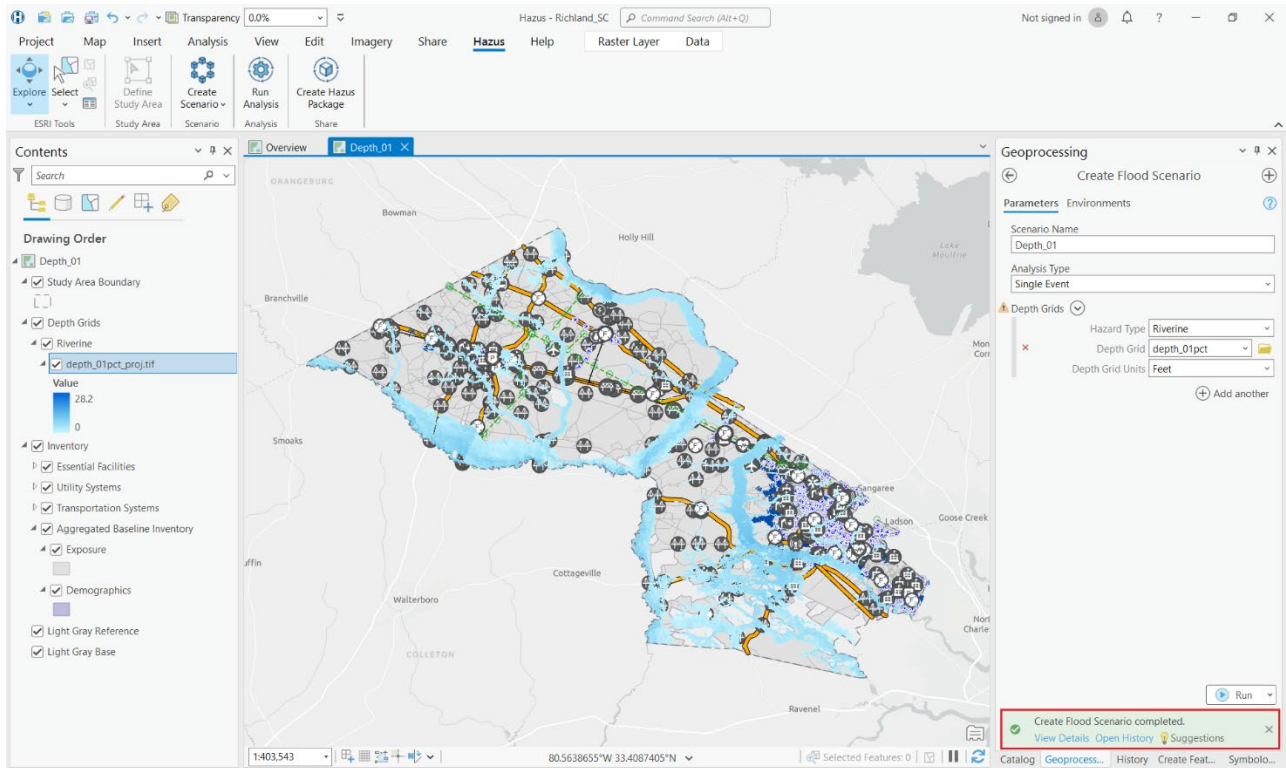 Transparency 0.0%
Hazus - Richland_SC
Command Search (Alt+Q)
Not signed in
Project Map Insert Analysis View Edit Imagery Share Hazus Help Raster Layer Data
Explore
Select
Define Study Area
Create Scenario
Run Analysis
Create Hazus Package
ESRI Tools Study Area Scenario Analysis Share
Contents
Search
Drawing Order
Depth_01
Study Area Boundary
Depth Grids
Riverine
depth_01pct_proj.tif
Value
28.2
0
Inventory
Essential Facilities
Utility Systems
Transportation Systems
Aggregated Baseline Inventory
Exposure
Demographics
Light Gray Reference
Light Gray Base
Overview Depth_01
ORANGEBURG
Bowman
Holly Hill
Lake Moultrie
Branchville
Mon
Corn
Smoaks
Sangaree
Ladson
Goose Creek
uffin
Cottageville
Walterboro
Nort
Charle
COLLETON
Ravenel
1:403,543
80.5638655°W 33.4087405°N
Selected Features: 0
Geoprocessing
Create Flood Scenario
Parameters Environments
Scenario Name
Depth_01
Analysis Type
Single Event
Depth Grids
Hazard Type Riverine
Depth Grid depth_01pct
Depth Grid Units Feet
Add another
Run
Create Flood Scenario completed.
View Details Open History Suggestions
Catalog Geoprocess... History Create Feat... Symbolo...